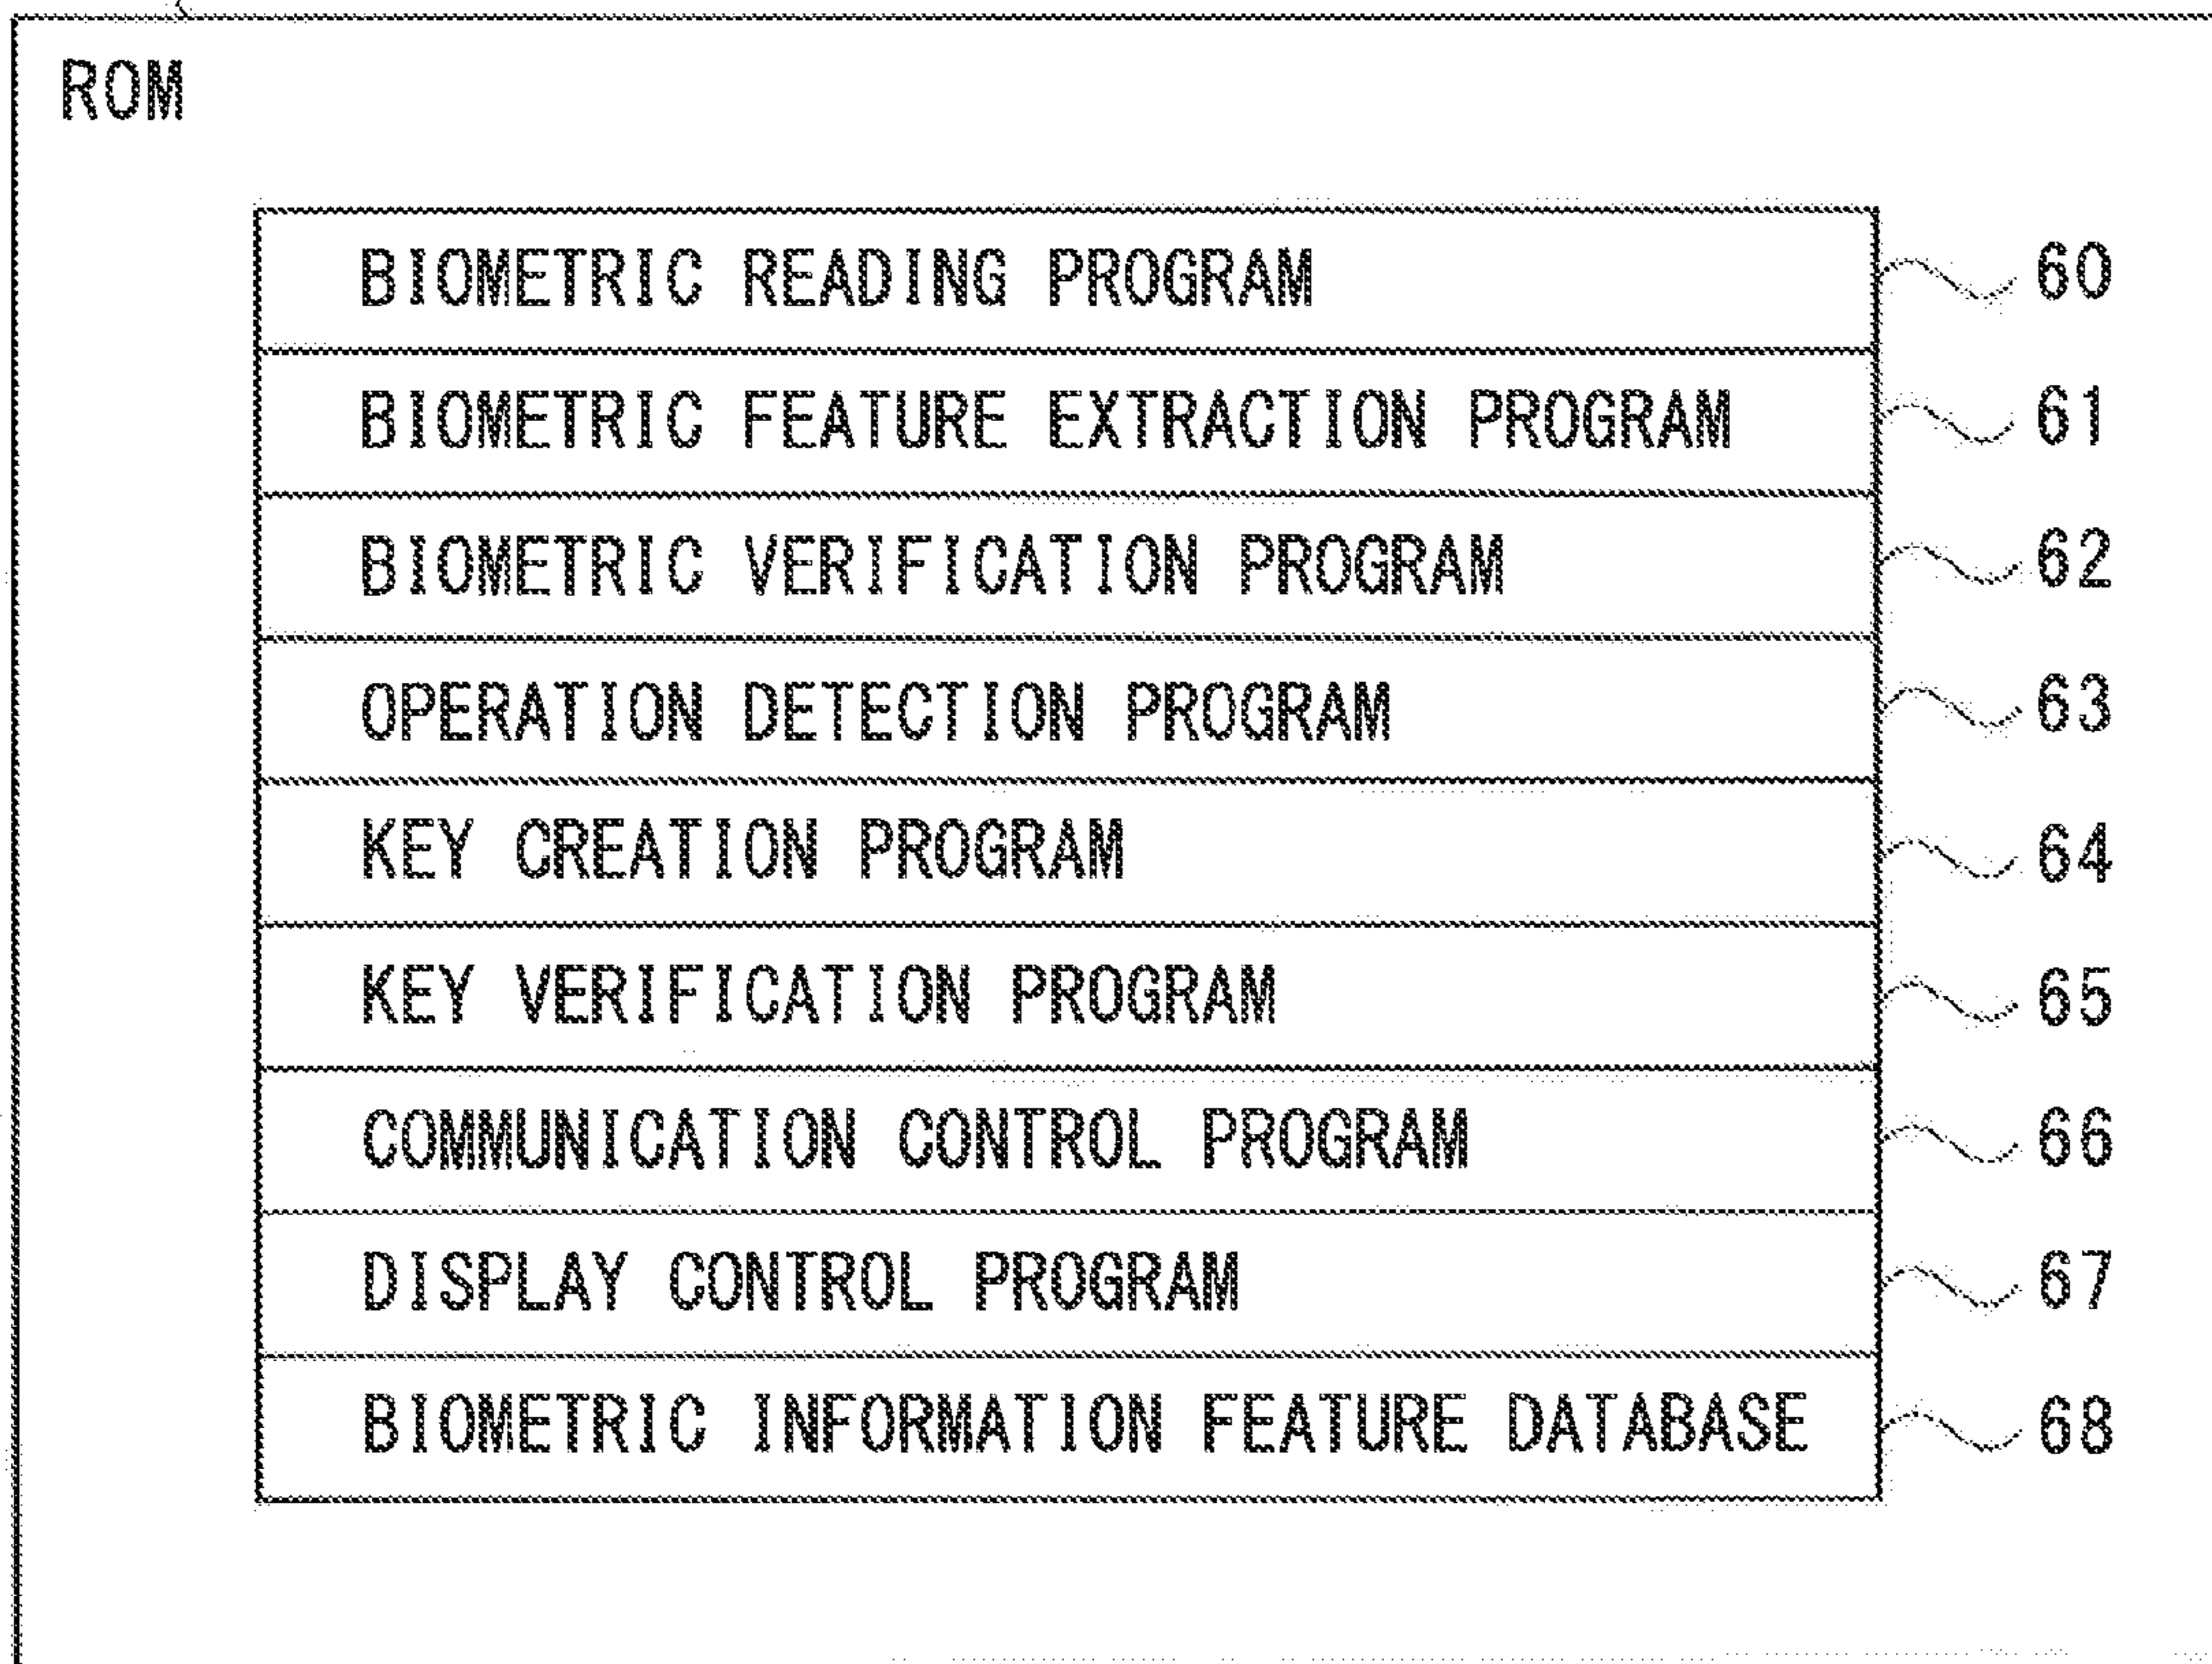 ROM
BIOMETRIC READING PROGRAM 60
BIOMETRIC FEATURE EXTRACTION PROGRAM 61
BIOMETRIC VERIFICATION PROGRAM 62
OPERATION DETECTION PROGRAM 63
KEY CREATION PROGRAM 64
KEY VERIFICATION PROGRAM 65
COMMUNICATION CONTROL PROGRAM 66
DISPLAY CONTROL PROGRAM 67
BIOMETRIC INFORMATION FEATURE DATABASE 68